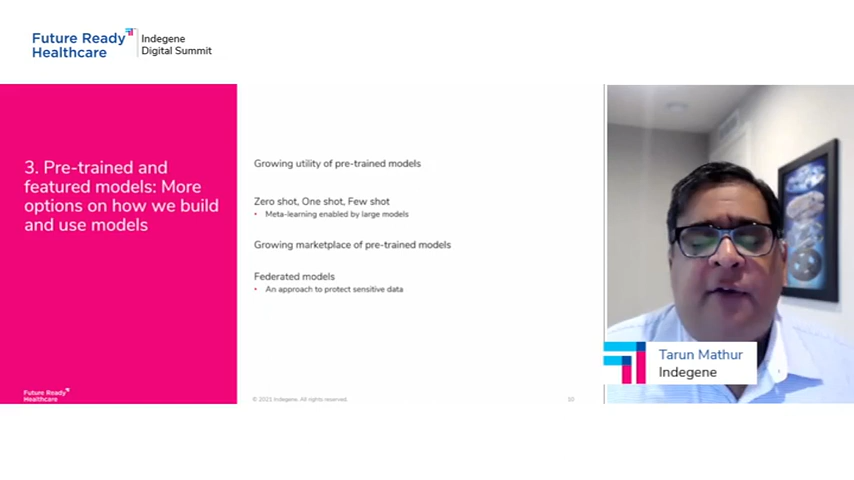 Future Ready
Healthcare
Indegene
Digital Summit
3. Pre-trained and
featured models: More
options on how we build
and use models
Growing utility of pre-trained models
Zero shot, One shot, Few shot
• Meta-learning enabled by large models
Growing marketplace of pre-trained models
Federated models
• An approach to protect sensitive data
Tarun Mathur
Indegene
Future Ready
Healthcare
© 2021 Indegene. All rights reserved.
30